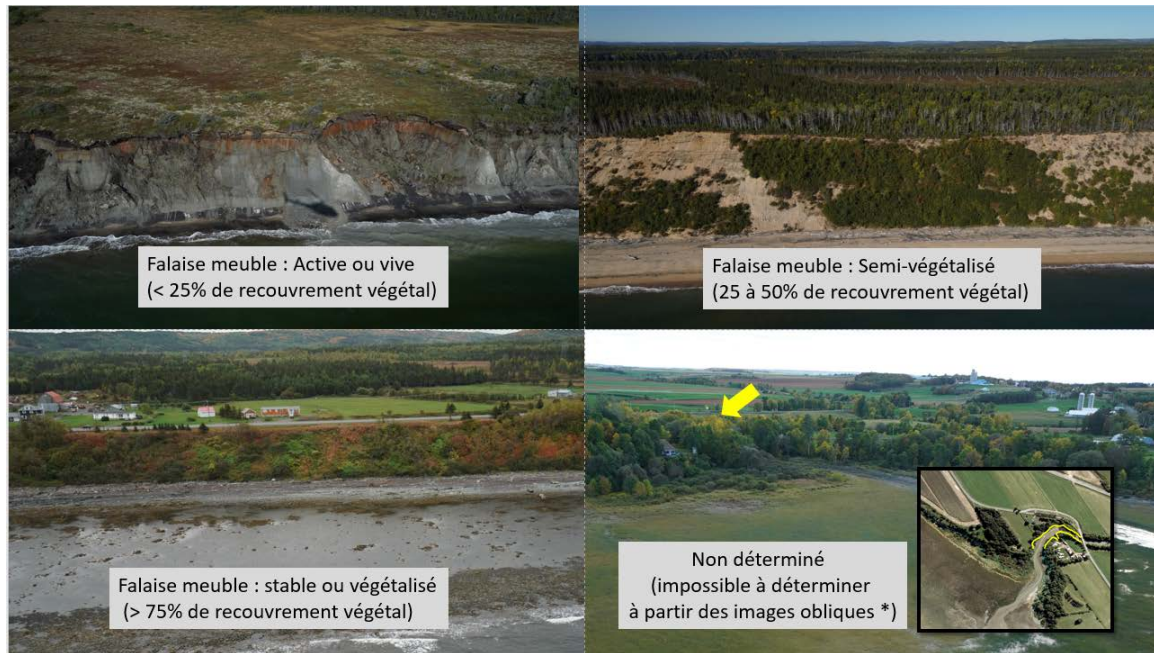 Falaise meuble : Active ou vive
(< 25% de recouvrement végétal)
Falaise meuble : Semi-végétalisé
(25 à 50% de recouvrement végétal)
Falaise meuble : stable ou végétalisé
(> 75% de recouvrement végétal)
Non déterminé
(impossible à déterminer
à partir des images obliques *)